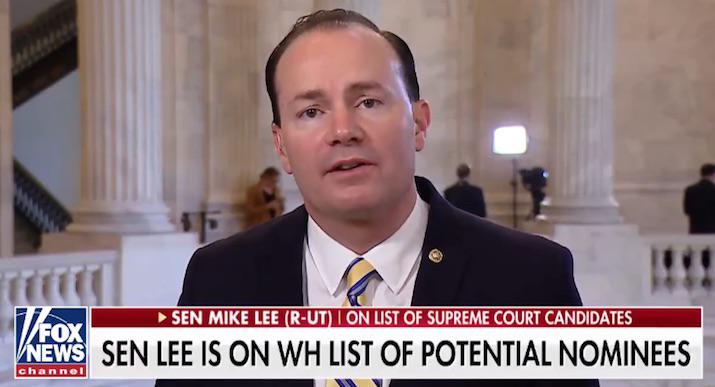 SEN MIKE LEE (R-UT) | ON LIST OF SUPREME COURT CANDIDATES
FOX
NEWS
channel
SEN LEE IS ON WH LIST OF POTENTIAL NOMINEES